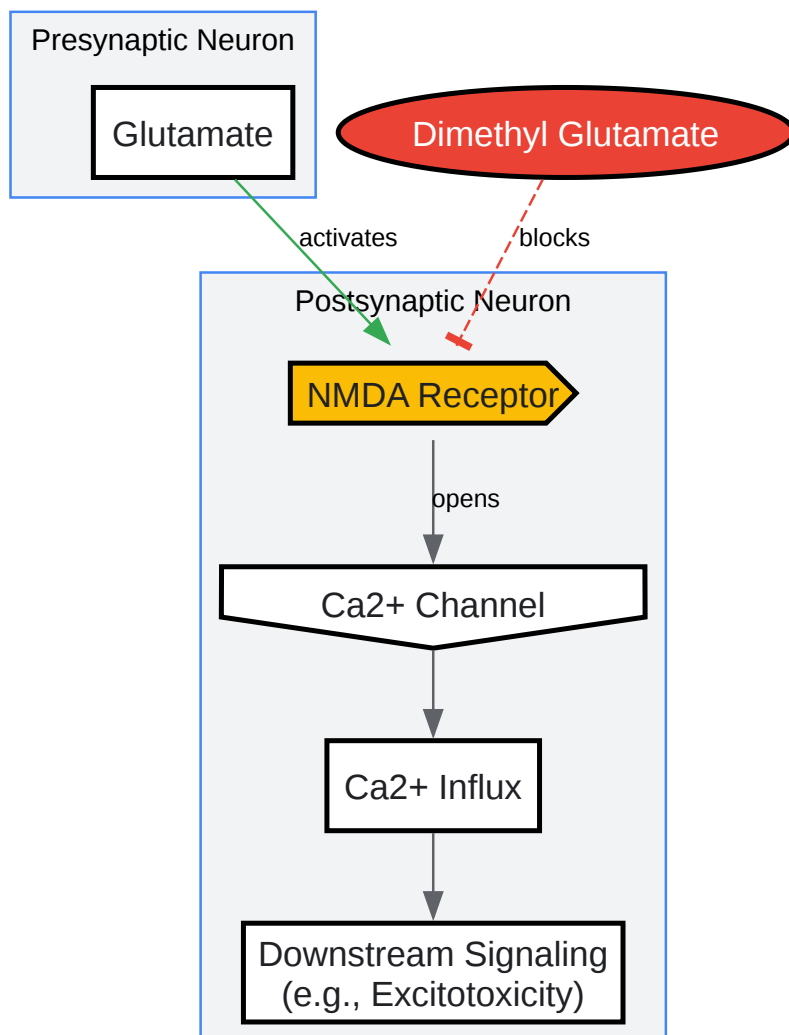 Presynaptic Neuron
Glutamate
Dimethyl Glutamate
activates
blocks
Postsynaptic Neuron
NMDA Receptor
opens
Ca2+ Channel
Ca2+ Influx
Downstream Signaling
(e.g., Excitotoxicity)